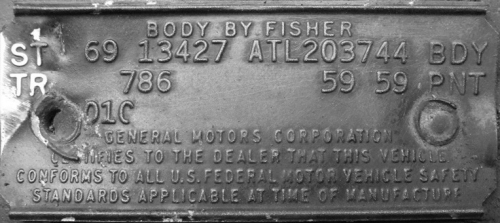 BODY BY FISHER
ST 69 13427 ATL203744 BDY
TR 786 59 59 PNT
01C
GENERAL MOTORS CORPORATION
CERTIFIES TO THE DEALER THAT THIS VEHICLE
CONFORMS TO ALL U.S. FEDERAL MOTOR VEHICLE SAFETY
STANDARDS APPLICABLE AT TIME OF MANUFACTURE